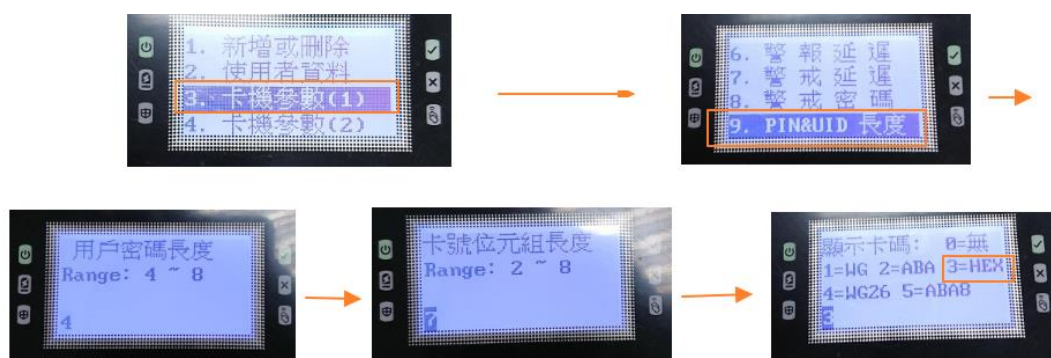 1. 新增或刪除
2. 使用者資料
3. 卡機參數(1)
4. 卡機參數(2)
6. 警報延遲
7. 警戒延遲
8. 警戒密碼
9. PIN&UID 長度
用戶密碼長度
Range: 4 ~ 8
4
卡號位元組長度
Range: 2 ~ 8
7
顯示卡碼: 0=無
1=WG 2=ABA 3=HEX
4=WG26 5=ABA8
3